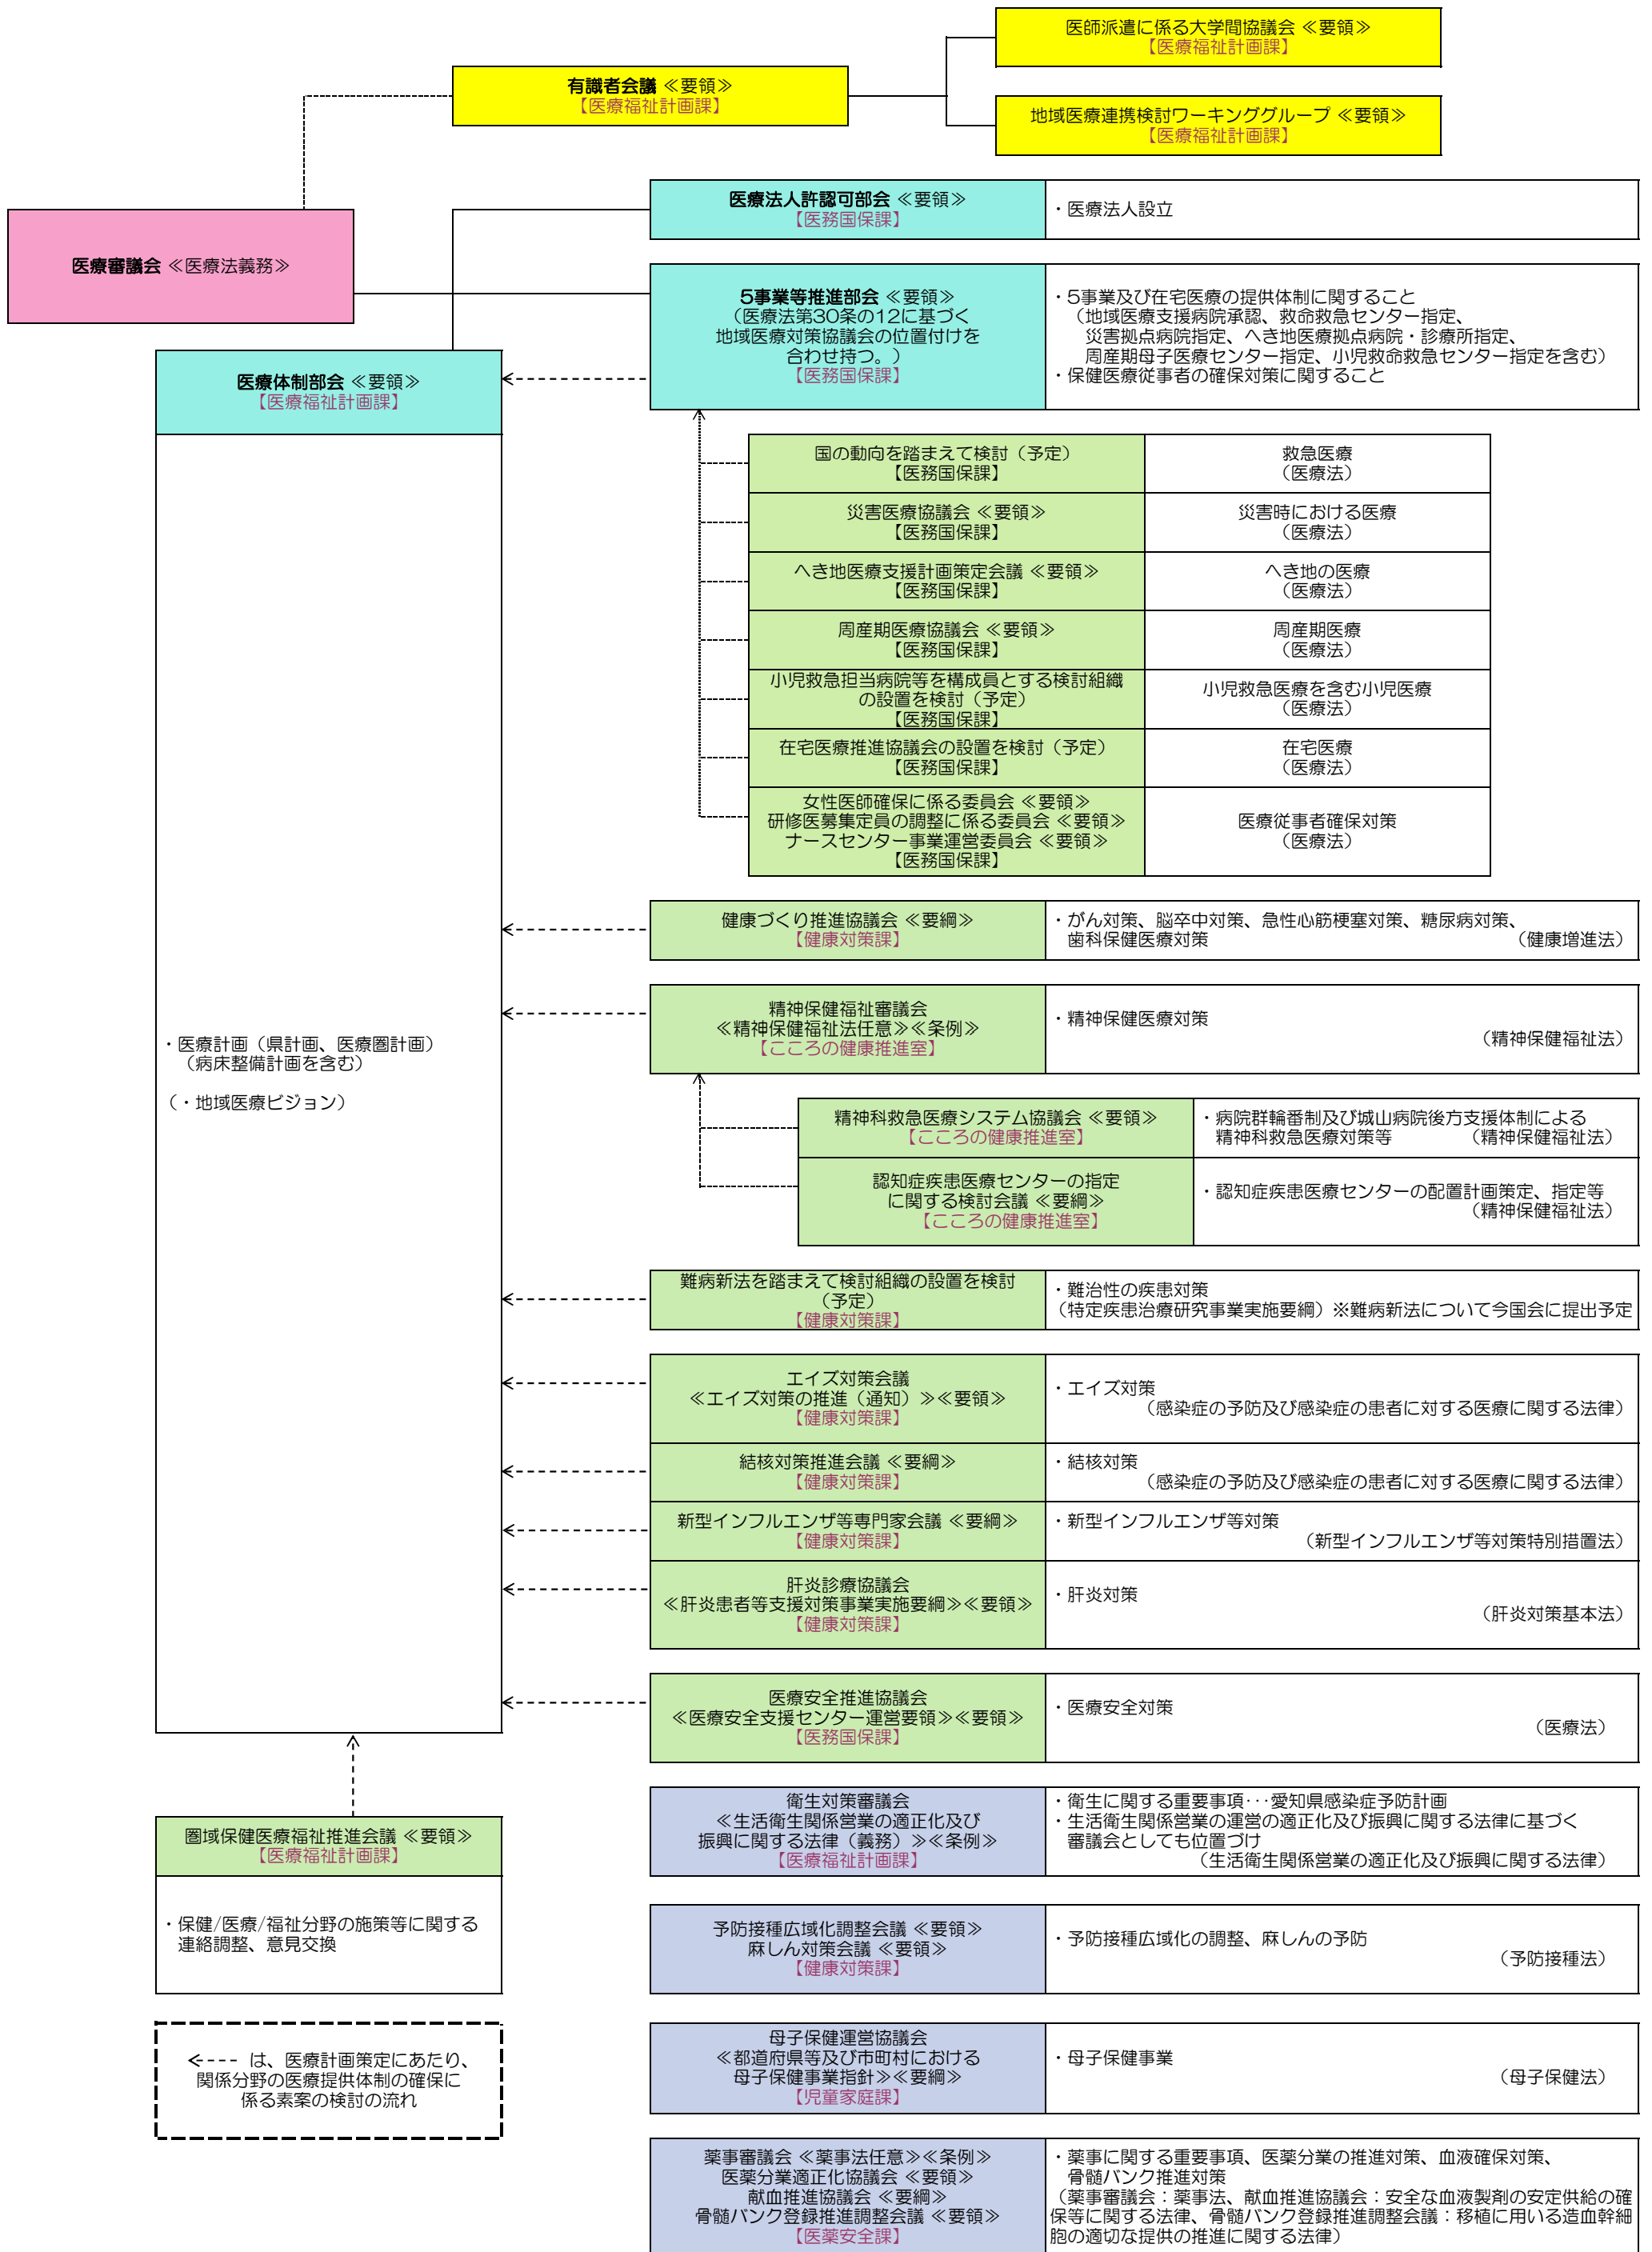 医師派遣に係る大学間協議会 ≪要領≫
【医療福祉計画課】
有識者会議 ≪要領≫
【医療福祉計画課】
地域医療連携検討ワーキンググループ ≪要領≫
【医療福祉計画課】
医療法人許認可部会 ≪要領≫
【医務国保課】
・医療法人設立
医療審議会 ≪医療法義務≫
5事業等推進部会 ≪要領≫
（医療法第30条の12に基づく
地域医療対策協議会の位置付けを
合わせ持つ。）
【医務国保課】
・5事業及び在宅医療の提供体制に関すること
（地域医療支援病院承認、救命救急センター指定、
災害拠点病院指定、へき地医療拠点病院・診療所指定、
周産期母子医療センター指定、小児救命救急センター指定を含む）
・保健医療従事者の確保対策に関すること
医療体制部会 ≪要領≫
【医療福祉計画課】
国の動向を踏まえて検討（予定）
【医務国保課】
救急医療
（医療法）
災害医療協議会 ≪要領≫
【医務国保課】
災害時における医療
（医療法）
へき地医療支援計画策定会議 ≪要領≫
【医務国保課】
へき地の医療
（医療法）
周産期医療協議会 ≪要領≫
【医務国保課】
周産期医療
（医療法）
小児救急担当病院等を構成員とする検討組織
の設置を検討（予定）
【医務国保課】
小児救急医療を含む小児医療
（医療法）
在宅医療推進協議会の設置を検討（予定）
【医務国保課】
在宅医療
（医療法）
女性医師確保に係る委員会 ≪要領≫
研修医募集定員の調整に係る委員会 ≪要領≫
ナースセンター事業運営委員会 ≪要領≫
【医務国保課】
医療従事者確保対策
（医療法）
健康づくり推進協議会 ≪要綱≫
【健康対策課】
・がん対策、脳卒中対策、急性心筋梗塞対策、糖尿病対策、
歯科保健医療対策 （健康増進法）
・医療計画（県計画、医療圏計画）
（病床整備計画を含む）
（・地域医療ビジョン）
精神保健福祉審議会
≪精神保健福祉法任意≫≪条例≫
【こころの健康推進室】
・精神保健医療対策
（精神保健福祉法）
精神科救急医療システム協議会 ≪要領≫
【こころの健康推進室】
・病院群輪番制及び城山病院後方支援体制による
精神科救急医療対策等 （精神保健福祉法）
認知症疾患医療センターの指定
に関する検討会議 ≪要綱≫
【こころの健康推進室】
・認知症疾患医療センターの配置計画策定、指定等
（精神保健福祉法）
難病新法を踏まえて検討組織の設置を検討
（予定）
【健康対策課】
・難治性の疾患対策
（特定疾患治療研究事業実施要綱）※難病新法について今国会に提出予定
エイズ対策会議
≪エイズ対策の推進（通知）≫≪要領≫
【健康対策課】
・エイズ対策
（感染症の予防及び感染症の患者に対する医療に関する法律）
結核対策推進会議 ≪要綱≫
【健康対策課】
・結核対策
（感染症の予防及び感染症の患者に対する医療に関する法律）
新型インフルエンザ等専門家会議 ≪要綱≫
【健康対策課】
・新型インフルエンザ等対策
（新型インフルエンザ等対策特別措置法）
肝炎診療協議会
≪肝炎患者等支援対策事業実施要綱≫≪要領≫
【健康対策課】
・肝炎対策
（肝炎対策基本法）
医療安全推進協議会
≪医療安全支援センター運営要領≫≪要領≫
【医務国保課】
・医療安全対策
（医療法）
圏域保健医療福祉推進会議 ≪要領≫
【医療福祉計画課】
・保健/医療/福祉分野の施策等に関する
連絡調整、意見交換
衛生対策審議会
≪生活衛生関係営業の適正化及び
振興に関する法律（義務）≫≪条例≫
【医療福祉計画課】
・衛生に関する重要事項･･･愛知県感染症予防計画
・生活衛生関係営業の運営の適正化及び振興に関する法律に基づく
審議会としても位置づけ
（生活衛生関係営業の適正化及び振興に関する法律）
予防接種広域化調整会議 ≪要領≫
麻しん対策会議 ≪要領≫
【健康対策課】
・予防接種広域化の調整、麻しんの予防
（予防接種法）
は、医療計画策定にあたり、
関係分野の医療提供体制の確保に
係る素案の検討の流れ
母子保健運営協議会
≪都道府県等及び市町村における
母子保健事業指針≫≪要綱≫
【児童家庭課】
・母子保健事業
（母子保健法）
薬事審議会 ≪薬事法任意≫≪条例≫
医薬分業適正化協議会 ≪要領≫
献血推進協議会 ≪要綱≫
骨髄バンク登録推進調整会議 ≪要領≫
【医薬安全課】
・薬事に関する重要事項、医薬分業の推進対策、血液確保対策、
骨髄バンク推進対策
（薬事審議会：薬事法、献血推進協議会：安全な血液製剤の安定供給の確
保等に関する法律、骨髄バンク登録推進調整会議：移植に用いる造血幹細
胞の適切な提供の推進に関する法律）